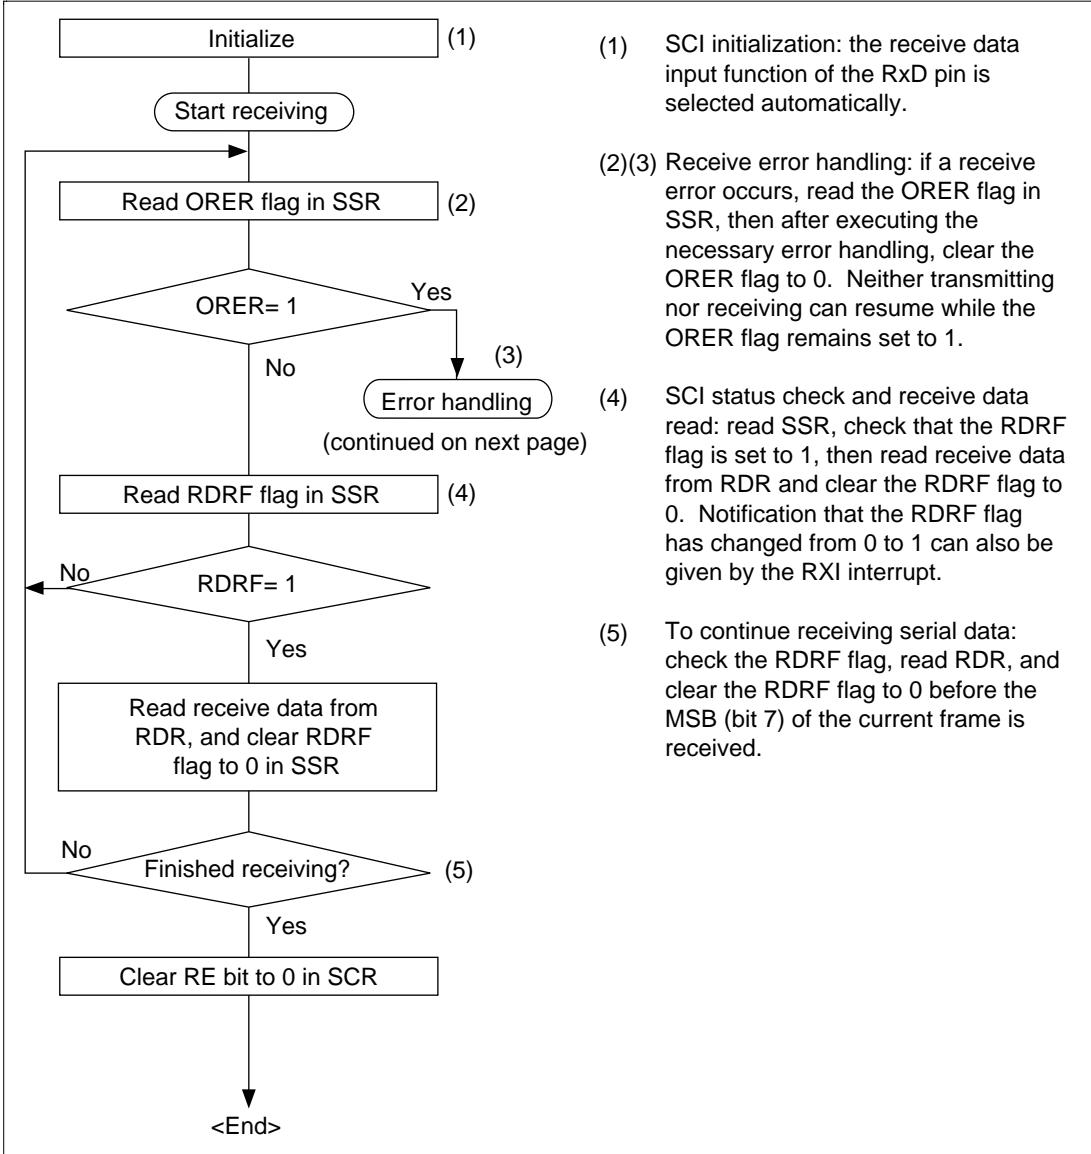 Initialize
(1)
Start receiving
Read ORER flag in SSR
(2)
ORER= 1
Yes
No
(3)
Error handling
(continued on next page)
Read RDRF flag in SSR
(4)
No
RDRF= 1
Yes
Read receive data from
RDR, and clear RDRF
flag to 0 in SSR
No
Finished receiving?
(5)
Yes
Clear RE bit to 0 in SCR
<End>
(1) SCI initialization: the receive data
input function of the RxD pin is
selected automatically.
(2)(3) Receive error handling: if a receive
error occurs, read the ORER flag in
SSR, then after executing the
necessary error handling, clear the
ORER flag to 0. Neither transmitting
nor receiving can resume while the
ORER flag remains set to 1.
(4) SCI status check and receive data
read: read SSR, check that the RDRF
flag is set to 1, then read receive data
from RDR and clear the RDRF flag to
0. Notification that the RDRF flag
has changed from 0 to 1 can also be
given by the RXI interrupt.
(5) To continue receiving serial data:
check the RDRF flag, read RDR, and
clear the RDRF flag to 0 before the
MSB (bit 7) of the current frame is
received.